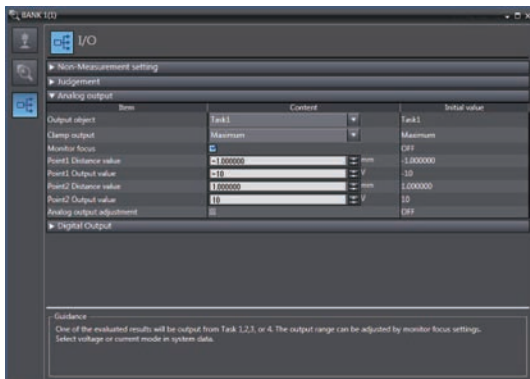 BANK 1(1)
I/O
Non-Measurement setting
Judgement
Analog output
Item Content Initial value
Output object Task1 Task1
Clamp output Maximum Maximum
Monitor focus OFF
Point1 Distance value -1.000000 mm -1.000000
Point1 Output value -10 V -10
Point2 Distance value 1.000000 mm 1.000000
Point2 Output value 10 V 10
Analog output adjustment OFF
Digital Output
Guidance
One of the evaluated results will be output from Task 1,2,3, or 4. The output range can be adjusted by monitor focus settings.
Select voltage or current mode in system data.